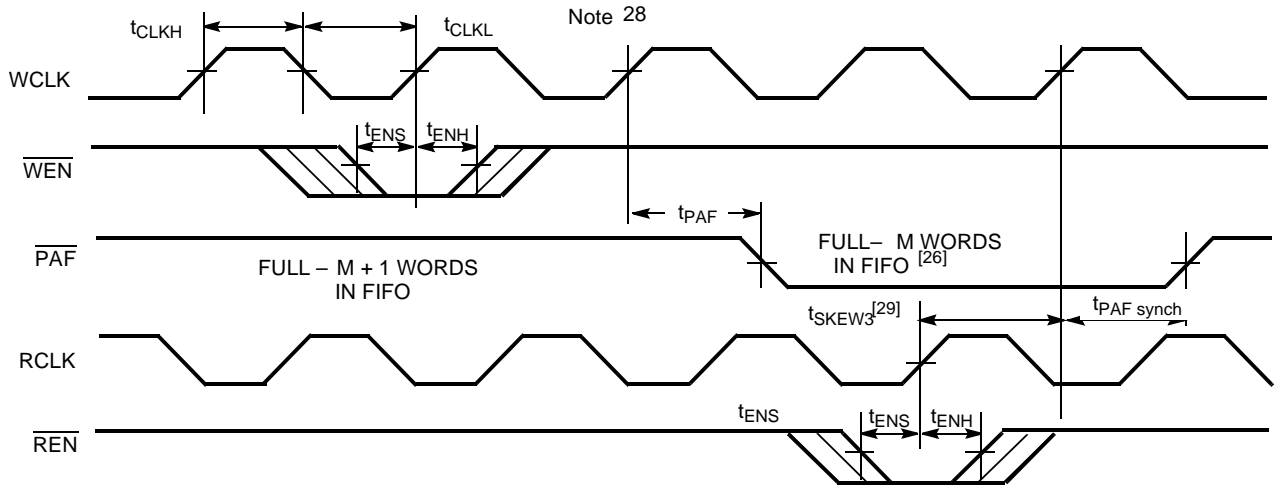 Note 28
tCLKH
tCLKL
WCLK
tENS
tENH
WEN
tPAF
PAF
FULL – M + 1 WORDS
IN FIFO
FULL– M WORDS
IN FIFO [26]
tSKEW3[29]
tPAF synch
RCLK
tENS
tENS
tENH
REN